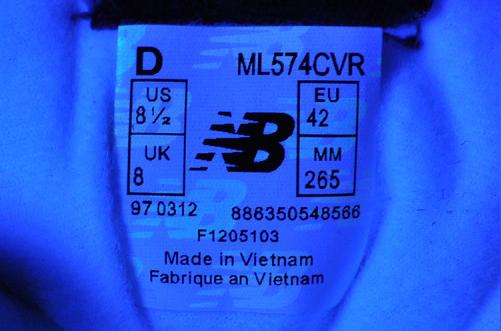 D ML574CVR
US
8 ½
EU
42
UK
8
MM
265
NB
97 0312 886350548566
F1205103
Made in Vietnam
Fabrique an Vietnam